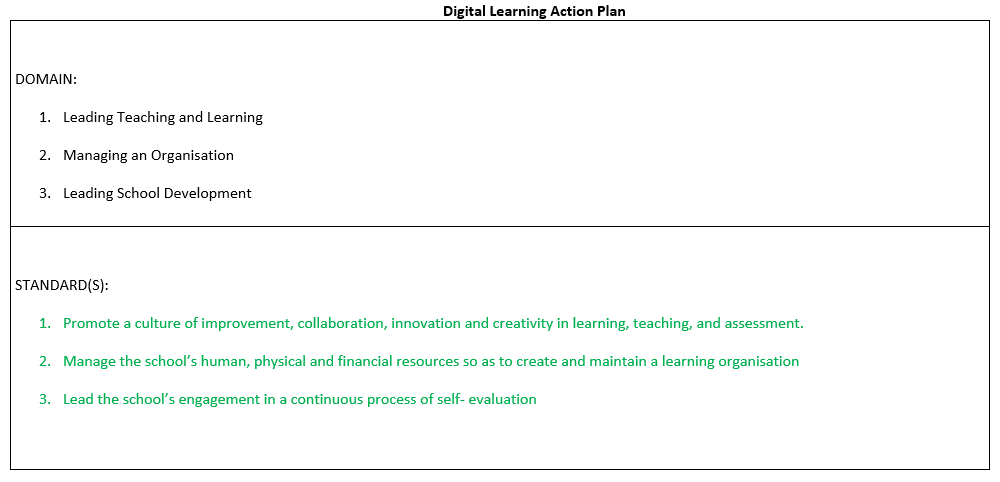 Digital Learning Action Plan
DOMAIN:
1. Leading Teaching and Learning
2. Managing an Organisation
3. Leading School Development
STANDARD(S):
1. Promote a culture of improvement, collaboration, innovation and creativity in learning, teaching, and assessment.
2. Manage the school’s human, physical and financial resources so as to create and maintain a learning organisation
3. Lead the school’s engagement in a continuous process of self- evaluation